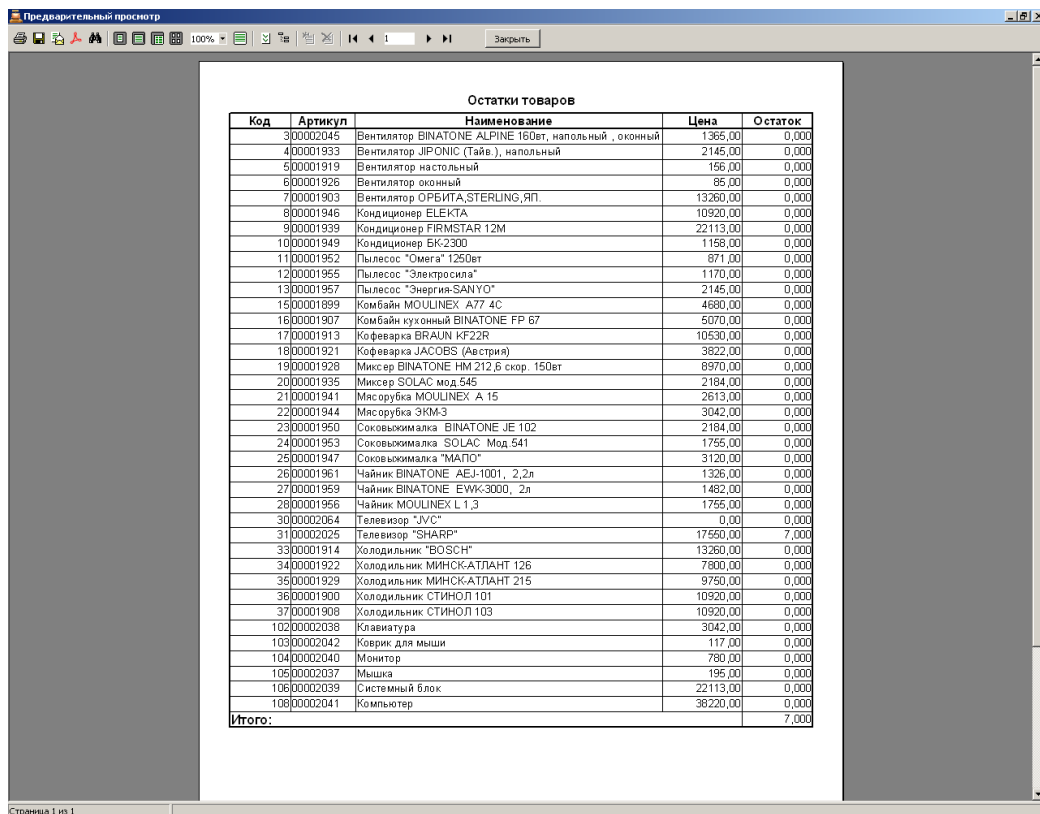 Предварительный просмотр
100% 1 Закрыть
Остатки товаров
Код Артикул Наименование Цена Остаток
3 00002045 Вентилятор BINATONE ALPINE 160вт, напольный , оконный 1365,00 0,000
4 00001933 Вентилятор JIPONIC (Тайв.), напольный 2145,00 0,000
5 00001919 Вентилятор настольный 156,00 0,000
6 00001926 Вентилятор оконный 85,00 0,000
7 00001903 Вентилятор ОРБИТА,STERLING,ЯП. 13260,00 0,000
8 00001946 Кондиционер ELEKTA 10920,00 0,000
9 00001939 Кондиционер FIRMSTAR 12M 22113,00 0,000
10 00001949 Кондиционер БК-2300 1158,00 0,000
11 00001952 Пылесос "Омега" 1250вт 871,00 0,000
12 00001955 Пылесос "Электросила" 1170,00 0,000
13 00001957 Пылесос "Энергия-SANYO" 2145,00 0,000
15 00001899 Комбайн MOULINEX A77 4C 4680,00 0,000
16 00001907 Комбайн кухонный BINATONE FP 67 5070,00 0,000
17 00001913 Кофеварка BRAUN KF22R 10530,00 0,000
18 00001921 Кофеварка JACOBS (Австрия) 3822,00 0,000
19 00001928 Миксер BINATONE HM 212,6 скор. 150вт 8970,00 0,000
20 00001935 Миксер SOLAC мод.545 2184,00 0,000
21 00001941 Мясорубка MOULINEX A 15 2613,00 0,000
22 00001944 Мясорубка ЭКМ-3 3042,00 0,000
23 00001950 Соковыжималка BINATONE JE 102 2184,00 0,000
24 00001953 Соковыжималка SOLAC Мод.541 1755,00 0,000
25 00001947 Соковыжималка "МАПО" 3120,00 0,000
26 00001961 Чайник BINATONE AEJ-1001, 2,2л 1326,00 0,000
27 00001959 Чайник BINATONE EWK-3000, 2л 1482,00 0,000
28 00001956 Чайник MOULINEX L 1,3 1755,00 0,000
30 00002064 Телевизор "JVC" 0,00 0,000
31 00002025 Телевизор "SHARP" 17550,00 7,000
33 00001914 Холодильник "BOSCH" 13260,00 0,000
34 00001922 Холодильник МИНСК-АТЛАНТ 126 7800,00 0,000
35 00001929 Холодильник МИНСК-АТЛАНТ 215 9750,00 0,000
36 00001900 Холодильник СТИНОЛ 101 10920,00 0,000
37 00001908 Холодильник СТИНОЛ 103 10920,00 0,000
102 00002038 Клавиатура 3042,00 0,000
103 00002042 Коврик для мыши 117,00 0,000
104 00002040 Монитор 780,00 0,000
105 00002037 Мышка 195,00 0,000
106 00002039 Системный блок 22113,00 0,000
108 00002041 Компьютер 38220,00 0,000
Итого: 7,000
Страница 1 из 1